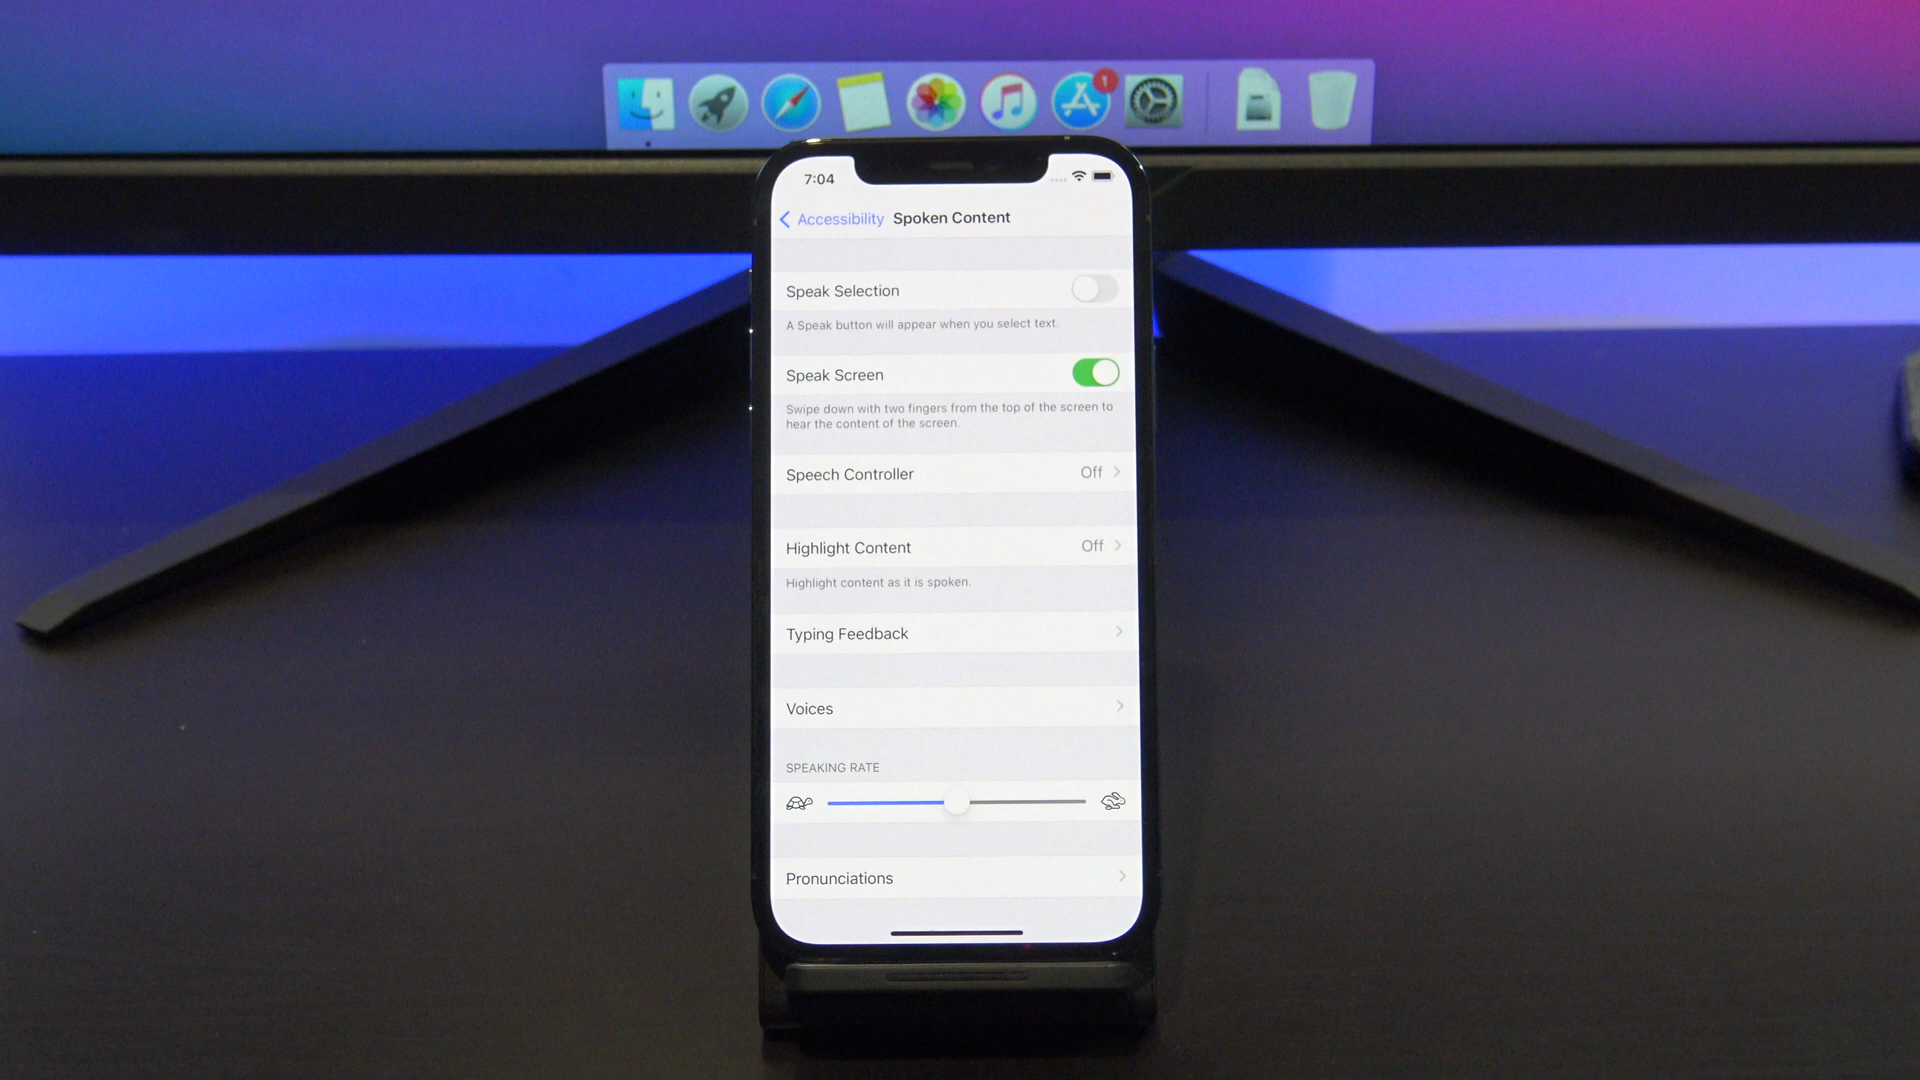 1
7:04
Accessibility Spoken Content
Speak Selection
A Speak button will appear when you select text.
Speak Screen
Swipe down with two fingers from the top of the screen to
hear the content of the screen.
Speech Controller Off
Highlight Content Off
Highlight content as it is spoken.
Typing Feedback
Voices
SPEAKING RATE
Pronunciations